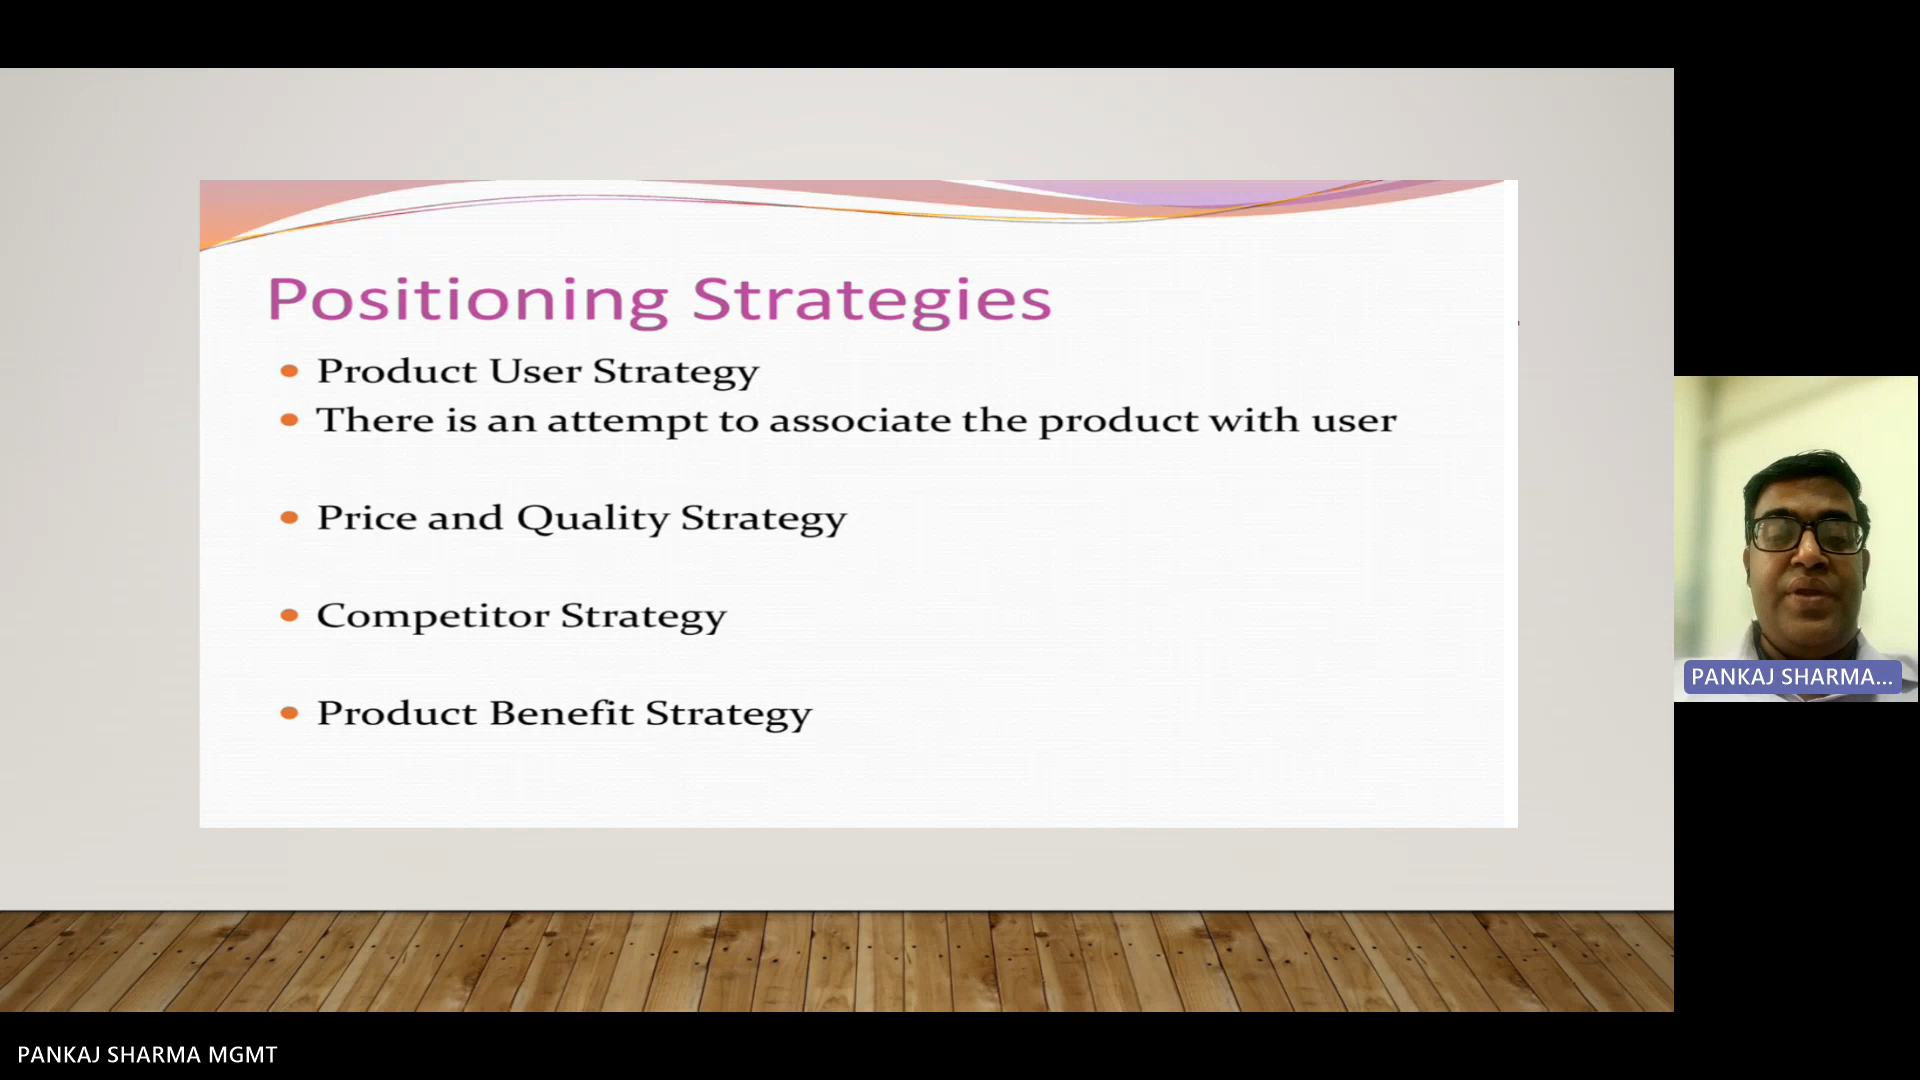 Positioning Strategies
Product User Strategy
There is an attempt to associate the product with user
Price and Quality Strategy
Competitor Strategy
Product Benefit Strategy
PANKAJ SHARMA...
PANKAJ SHARMA MGMT